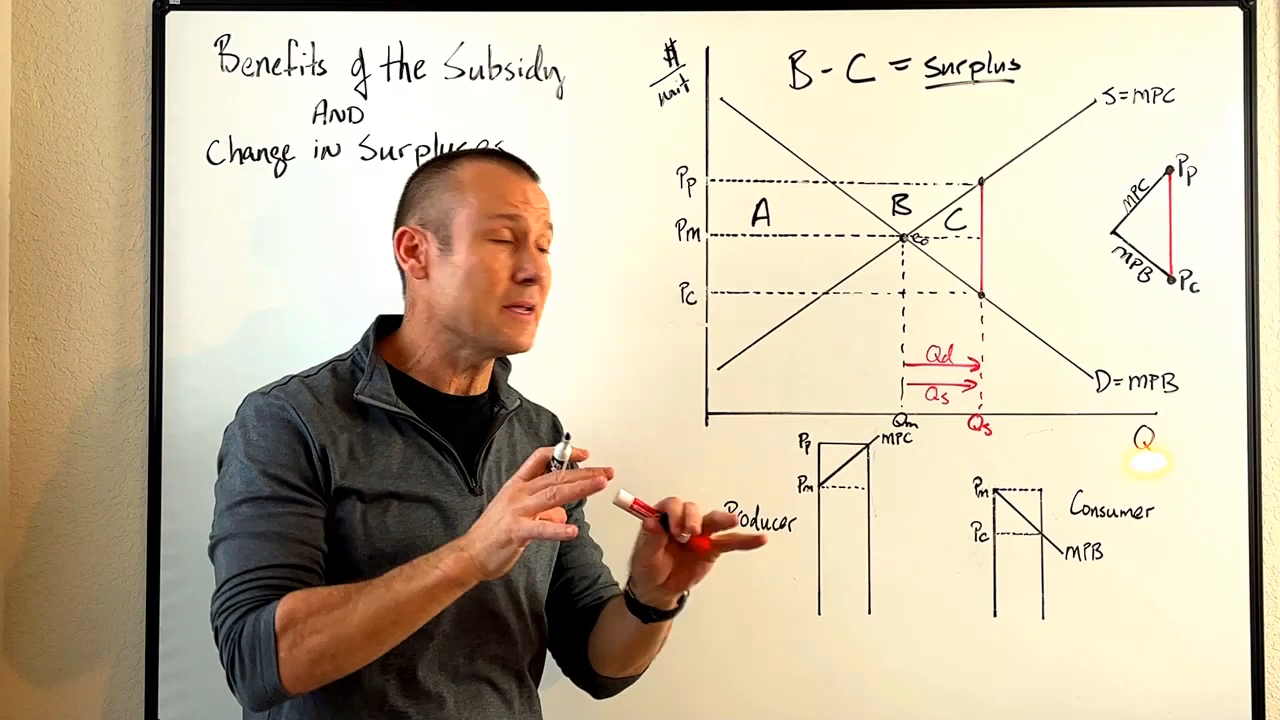 Benefits of the Subsidy
AND
Change in Surpluses
$/unit
B - C = surplus
S=MPC
Pp
A
B
C
Pm
Pc
MPC
Pp
MPB
Pc
Qd
Qs
D=MPB
Qm
Qs
Q
Pp
MPC
Pm
Producer
Pm
Consumer
Pc
MPB